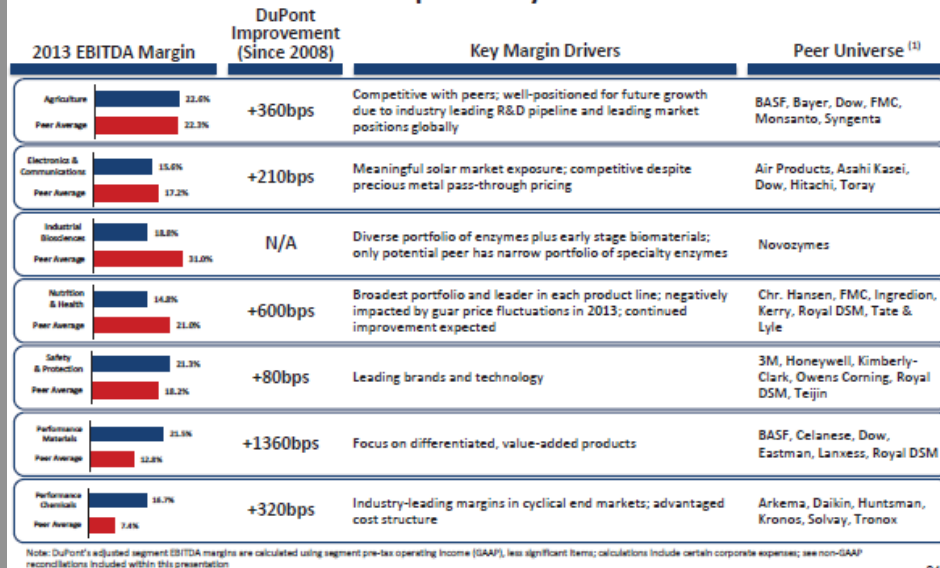 DuPont
Improvement
2013 EBITDA Margin
(Since 2008)
Key Margin Drivers
Peer Universe (1)
Agriculture
22.6%
Peer Average
22.3%
+360bps
Competitive with peers; well-positioned for future growth
due to industry leading R&D pipeline and leading market
positions globally
BASF, Bayer, Dow, FMC,
Monsanto, Syngenta
Electronics &
Communications
15.6%
Peer Average
17.2%
+210bps
Meaningful solar market exposure; competitive despite
precious metal pass-through pricing
Air Products, Asahi Kasei,
Dow, Hitachi, Toray
Industrial
Biosciences
Peer Average
31.0%
N/A
Diverse portfolio of enzymes plus early stage biomaterials;
only potential peer has narrow portfolio of specialty enzymes
Novozymes
Nutrition
& Health
14.8%
Peer Average
21.0%
+600bps
Broadest portfolio and leader in each product line; negatively
impacted by guar price fluctuations in 2013; continued
improvement expected
Chr. Hansen, FMC, Ingredion,
Kerry, Royal DSM, Tate &
Lyle
Safety
& Protection
21.3%
Peer Average
18.2%
+80bps
Leading brands and technology
3M, Honeywell, Kimberly-
Clark, Owens Corning, Royal
DSM, Teijin
Performance
Materials
21.5%
Peer Average
12.8%
+1360bps
Focus on differentiated, value-added products
BASF, Celanese, Dow,
Eastman, Lanxess, Royal DSM
Performance
Chemicals
16.7%
Peer Average
7.4%
+320bps
Industry-leading margins in cyclical end markets; advantaged
cost structure
Arkema, Daikin, Huntsman,
Kronos, Solvay, Tronox
Note: DuPont's adjusted segment EBITDA margins are calculated using segment pre-tax operating income (GAAP), less significant items; calculations include certain corporate expenses; see non-GAAP
reconciliations included within this presentation